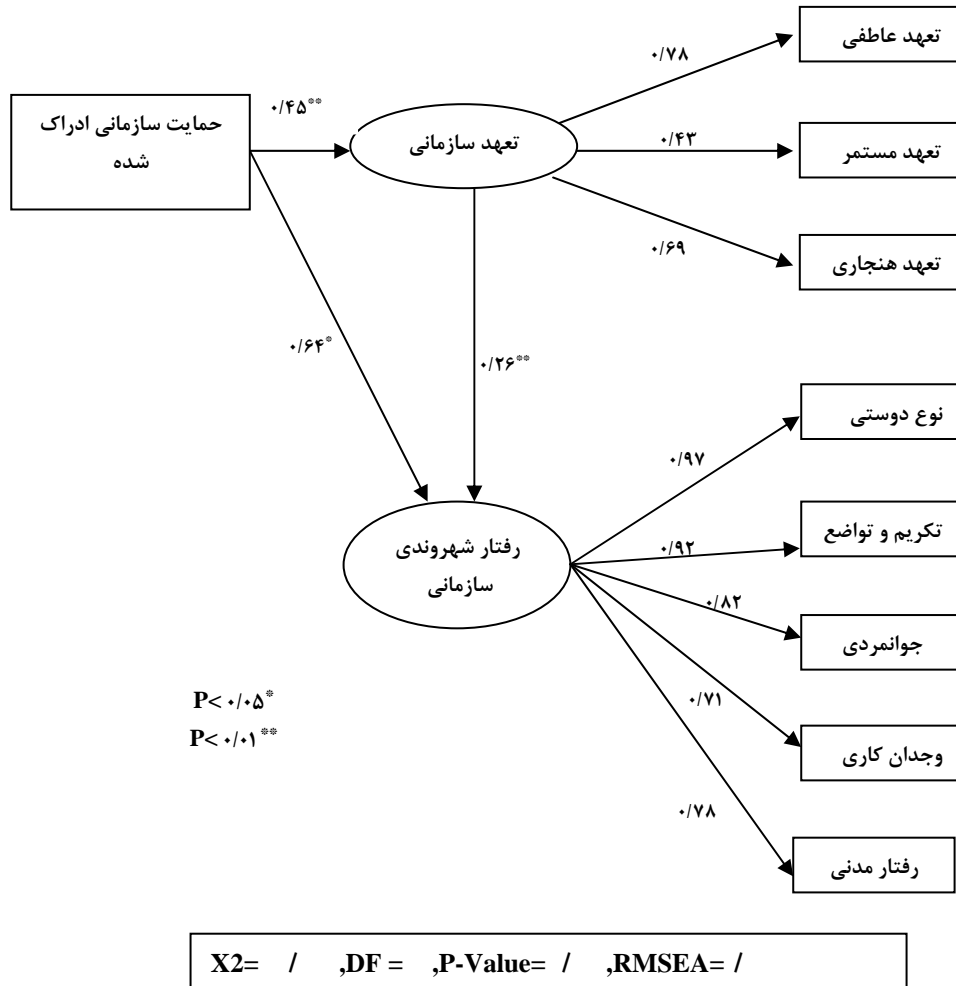 تعهد عاطفی
۰/۷۸
۰/۴۵**
حمایت سازمانی ادراک
شده
تعهد سازمانی
۰/۴۳
تعهد مستمر
۰/۶۹
تعهد هنجاری
۰/۶۴*
۰/۲۶**
نوع دوستی
۰/۹۷
رفتار شهروندی
سازمانی
۰/۹۲
تکریم و تواضع
۰/۸۲
جوانمردی
۰/۷۱
وجدان کاری
۰/۷۸
رفتار مدنی
P< ۰/۰۵*
P< ۰/۰۱**
X2= / ,DF = ,P-Value= / ,RMSEA= /